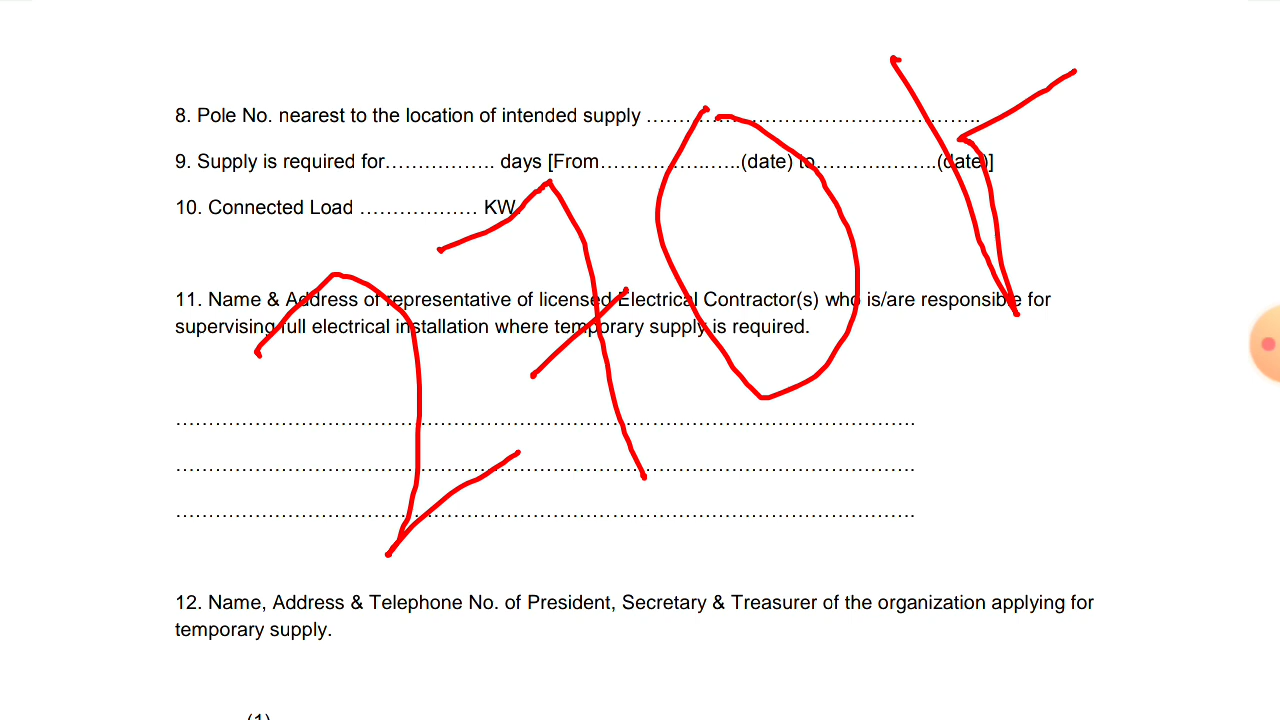 8. Pole No. nearest to the location of intended supply ……………………………………………………
9. Supply is required for…………….. days [From……………………..(date) to…………………(date)]
10. Connected Load ……………… KW
11. Name & Address of representative of licensed Electrical Contractor(s) who is/are responsible for
supervising full electrical installation where temporary supply is required.
……………………………………………………………………………………………………
……………………………………………………………………………………………………
……………………………………………………………………………………………………
12. Name, Address & Telephone No. of President, Secretary & Treasurer of the organization applying for
temporary supply.
(1)